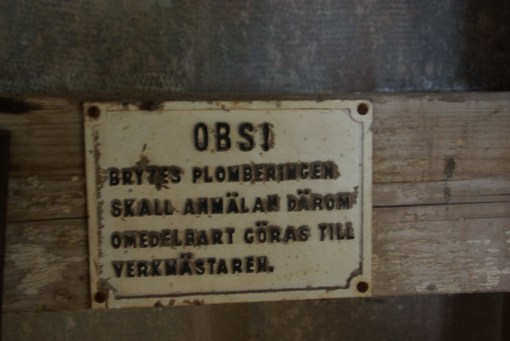 OBS!
BRYTES PLOMBERINGEN
SKALL ANMÄLAN DÄROM
OMEDELBART GÖRAS TILL
VERKMÄSTAREN.